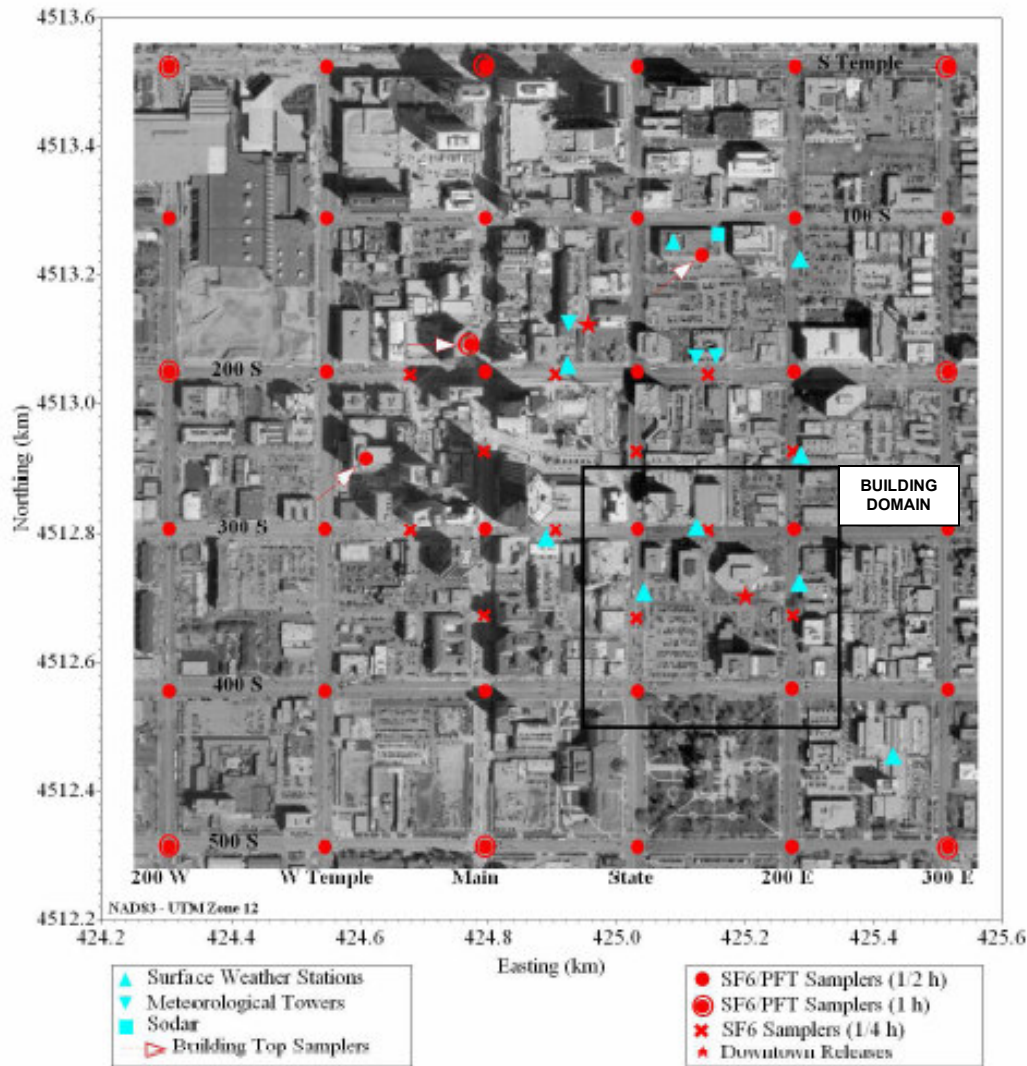 4513.6
S Temple
4513.4
100 S
4513.2
200 S
4513.0
Northing (km)
BUILDING
DOMAIN
4512.8
300 S
4512.6
400 S
4512.4
500 S
200 W
W Temple
Main
State
200 E
300 E
NAD83 - UTM Zone 12
4512.2
424.2
424.4
424.6
424.8
425.0
425.2
425.4
425.6
Easting (km)
Surface Weather Stations
Meteorological Towers
Sodar
Building Top Samplers
SF6/PFT Samplers (1/2 h)
SF6/PFT Samplers (1 h)
SF6 Samplers (1/4 h)
Downtown Releases